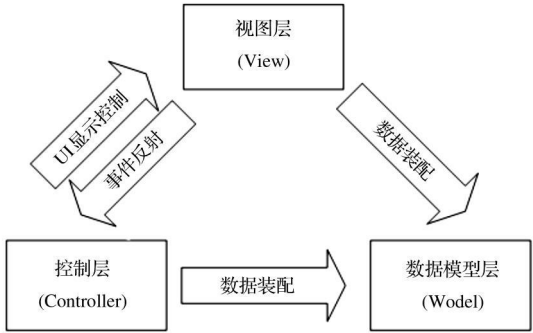 视图层
(View)
UI显示控制
事件反射
数据装配
控制层
(Controller)
数据装配
数据模型层
(Wodel)